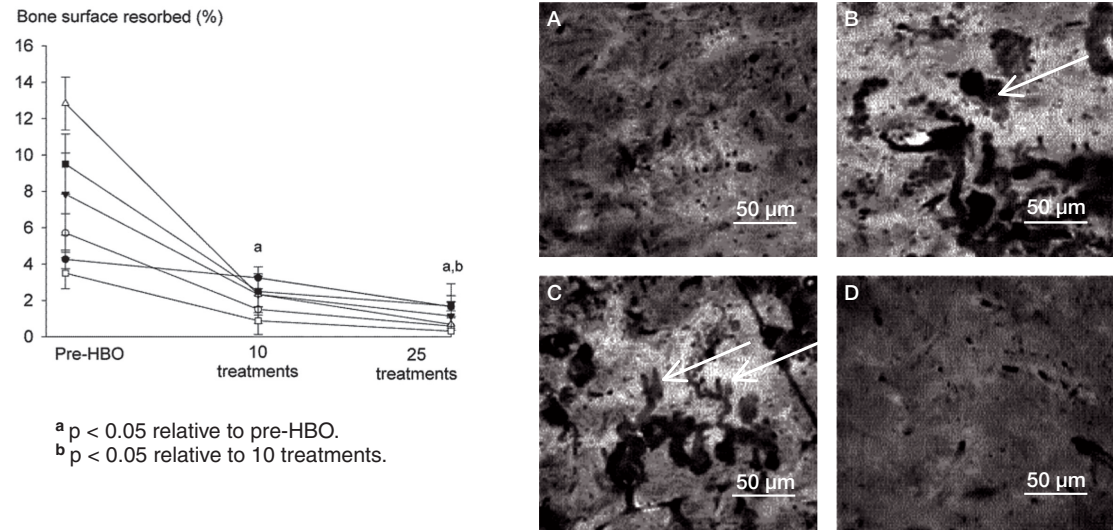 Bone surface resorbed (%)
16
14
12
10
8
6
4
2
0
a
a,b
Pre-HBO
10
treatments
25
treatments
a p < 0.05 relative to pre-HBO.
b p < 0.05 relative to 10 treatments.
A
50 µm
B
50 µm
C
50 µm
D
50 µm